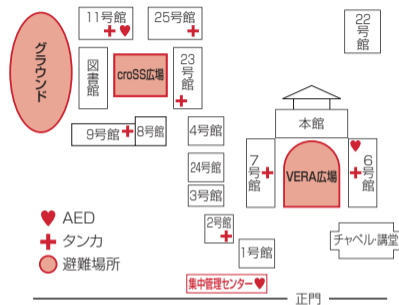 11号館
25号館
22号館
グラウンド
図書館
croSS広場
23号館
本館
9号館
8号館
4号館
7号館
VERA広場
6号館
24号館
3号館
2号館
1号館
チャペル・講堂
AED
タンカ
避難場所
集中管理センター
正門